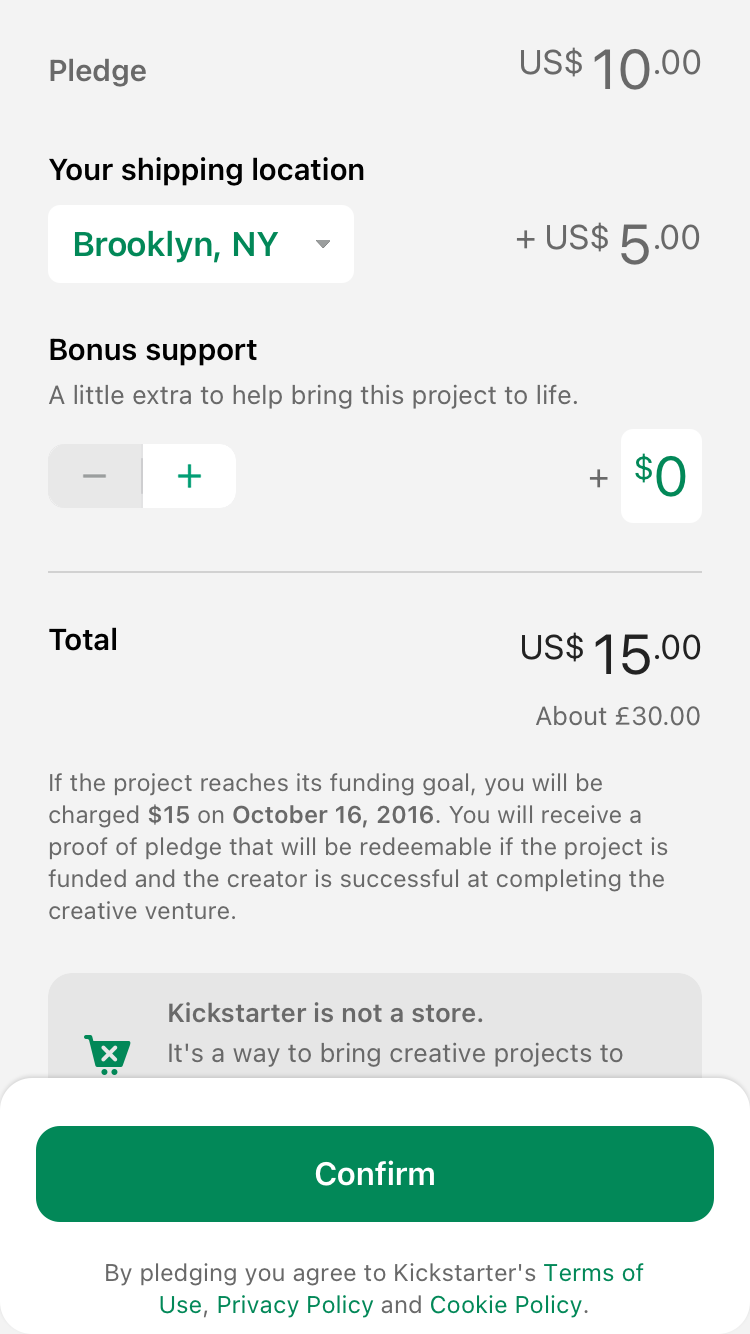 Pledge US$ 10.00
Your shipping location
Brooklyn, NY + US$ 5.00
Bonus support
A little extra to help bring this project to life.
− + + $0
Total US$ 15.00
About £30.00
If the project reaches its funding goal, you will be
charged $15 on October 16, 2016. You will receive a
proof of pledge that will be redeemable if the project is
funded and the creator is successful at completing the
creative venture.
Kickstarter is not a store.
It's a way to bring creative projects to
Confirm
By pledging you agree to Kickstarter's Terms of
Use, Privacy Policy and Cookie Policy.